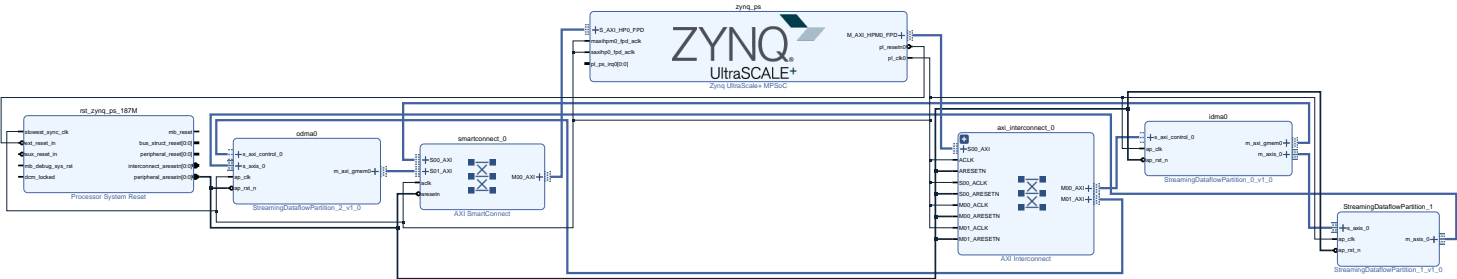 zynq_ps
S_AXI_HP0_FPD
maxihpm0_fpd_aclk
saxihp0_fpd_aclk
pl_ps_irq0[0:0]
M_AXI_HPM0_FPD
pl_resetn0
pl_clk0
ZYNQ
UltraSCALE+
Zynq UltraScale+ MPSoC
rst_zynq_ps_187M
slowest_sync_clk
ext_reset_in
aux_reset_in
mb_debug_sys_rst
dcm_locked
mb_reset
bus_struct_reset[0:0]
peripheral_reset[0:0]
interconnect_aresetn[0:0]
peripheral_aresetn[0:0]
Processor System Reset
odma0
s_axi_control_0
s_axis_0
ap_clk
ap_rst_n
m_axi_gmem0
StreamingDataflowPartition_2_v1_0
smartconnect_0
S00_AXI
S01_AXI
aclk
aresetn
M00_AXI
AXI SmartConnect
axi_interconnect_0
S00_AXI
ACLK
ARESETN
S00_ACLK
S00_ARESETN
M00_ACLK
M00_ARESETN
M01_ACLK
M01_ARESETN
M00_AXI
M01_AXI
AXI Interconnect
idma0
s_axi_control_0
ap_clk
ap_rst_n
m_axi_gmem0
m_axis_0
StreamingDataflowPartition_0_v1_0
StreamingDataflowPartition_1
s_axis_0
ap_clk
ap_rst_n
m_axis_0
StreamingDataflowPartition_1_v1_0